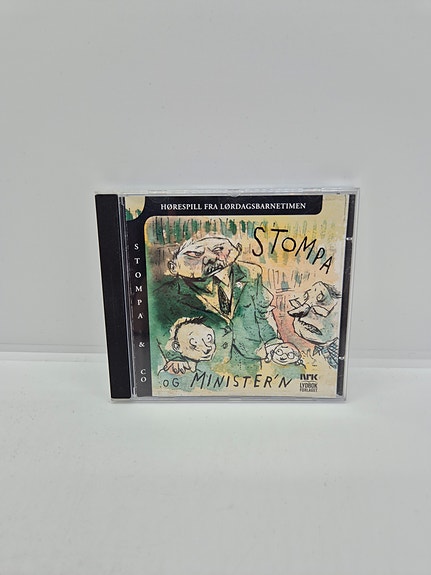 HØRESPILL FRA LØRDAGSBARNETIMEN
STOMPA & CO
STOMPA
OG MINISTER'N
NRK
LYDBOK
FORLAGET